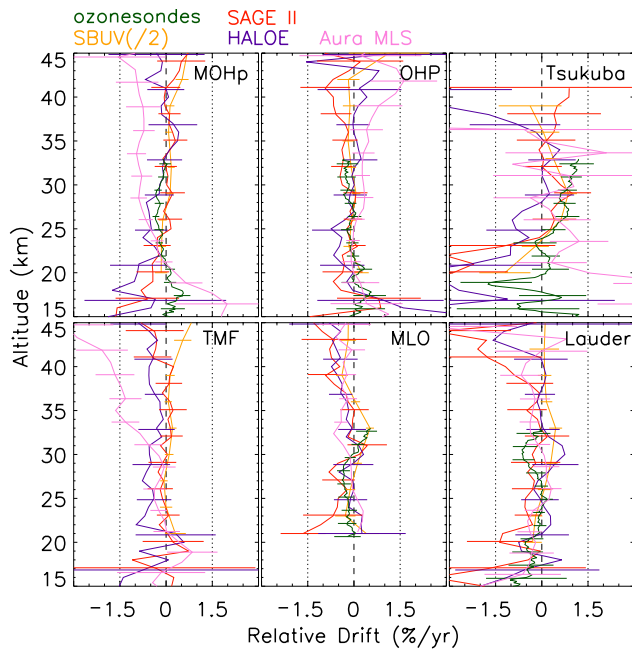 ozonesondes SAGE II
SBUV(/2) HALOE Aura MLS
MOHp OHP Tsukuba
45
40
35
30
25
20
15
TMF MLO Lauder
45
40
35
30
25
20
15
Altitude (km)
−1.5 0 1.5 −1.5 0 1.5 −1.5 0 1.5
Relative Drift (%/yr)